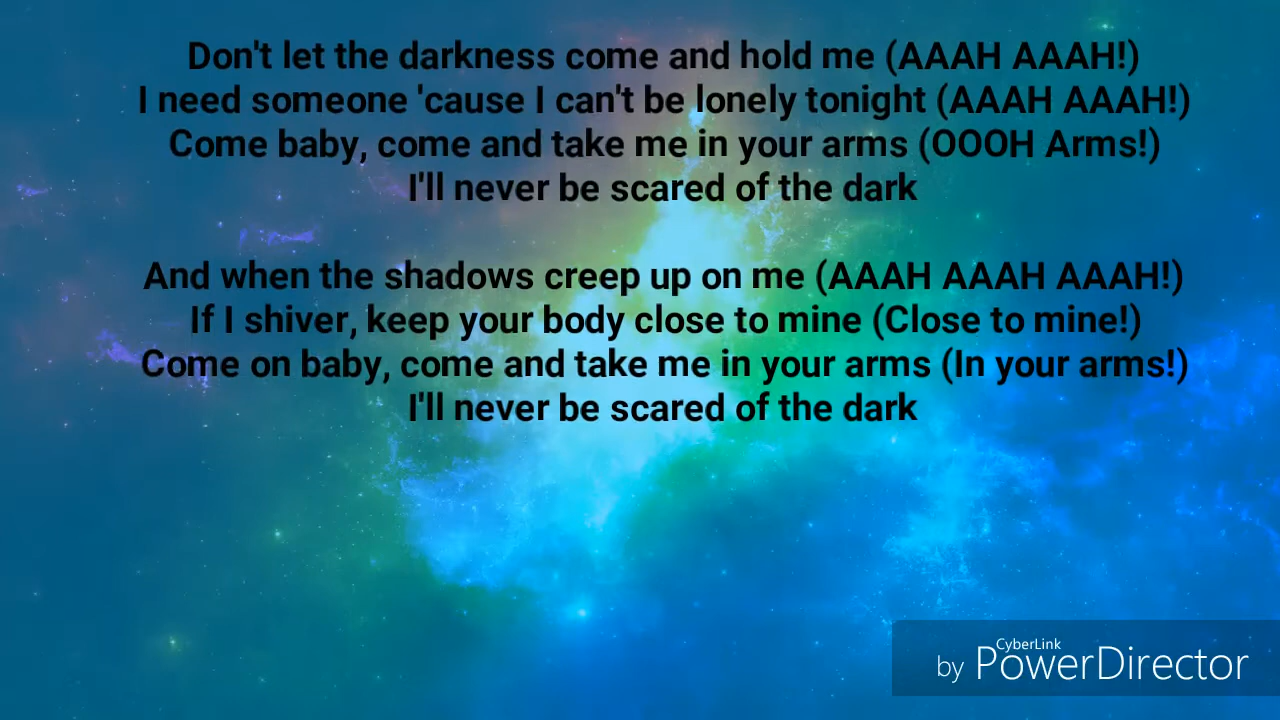 Don't let the darkness come and hold me (AAAH AAAH!)
I need someone 'cause I can't be lonely tonight (AAAH AAAH!)
Come baby, come and take me in your arms (OOOH Arms!)
I'll never be scared of the dark
And when the shadows creep up on me (AAAH AAAH AAAH!)
If I shiver, keep your body close to mine (Close to mine!)
Come on baby, come and take me in your arms (In your arms!)
I'll never be scared of the dark
CyberLink
by PowerDirector